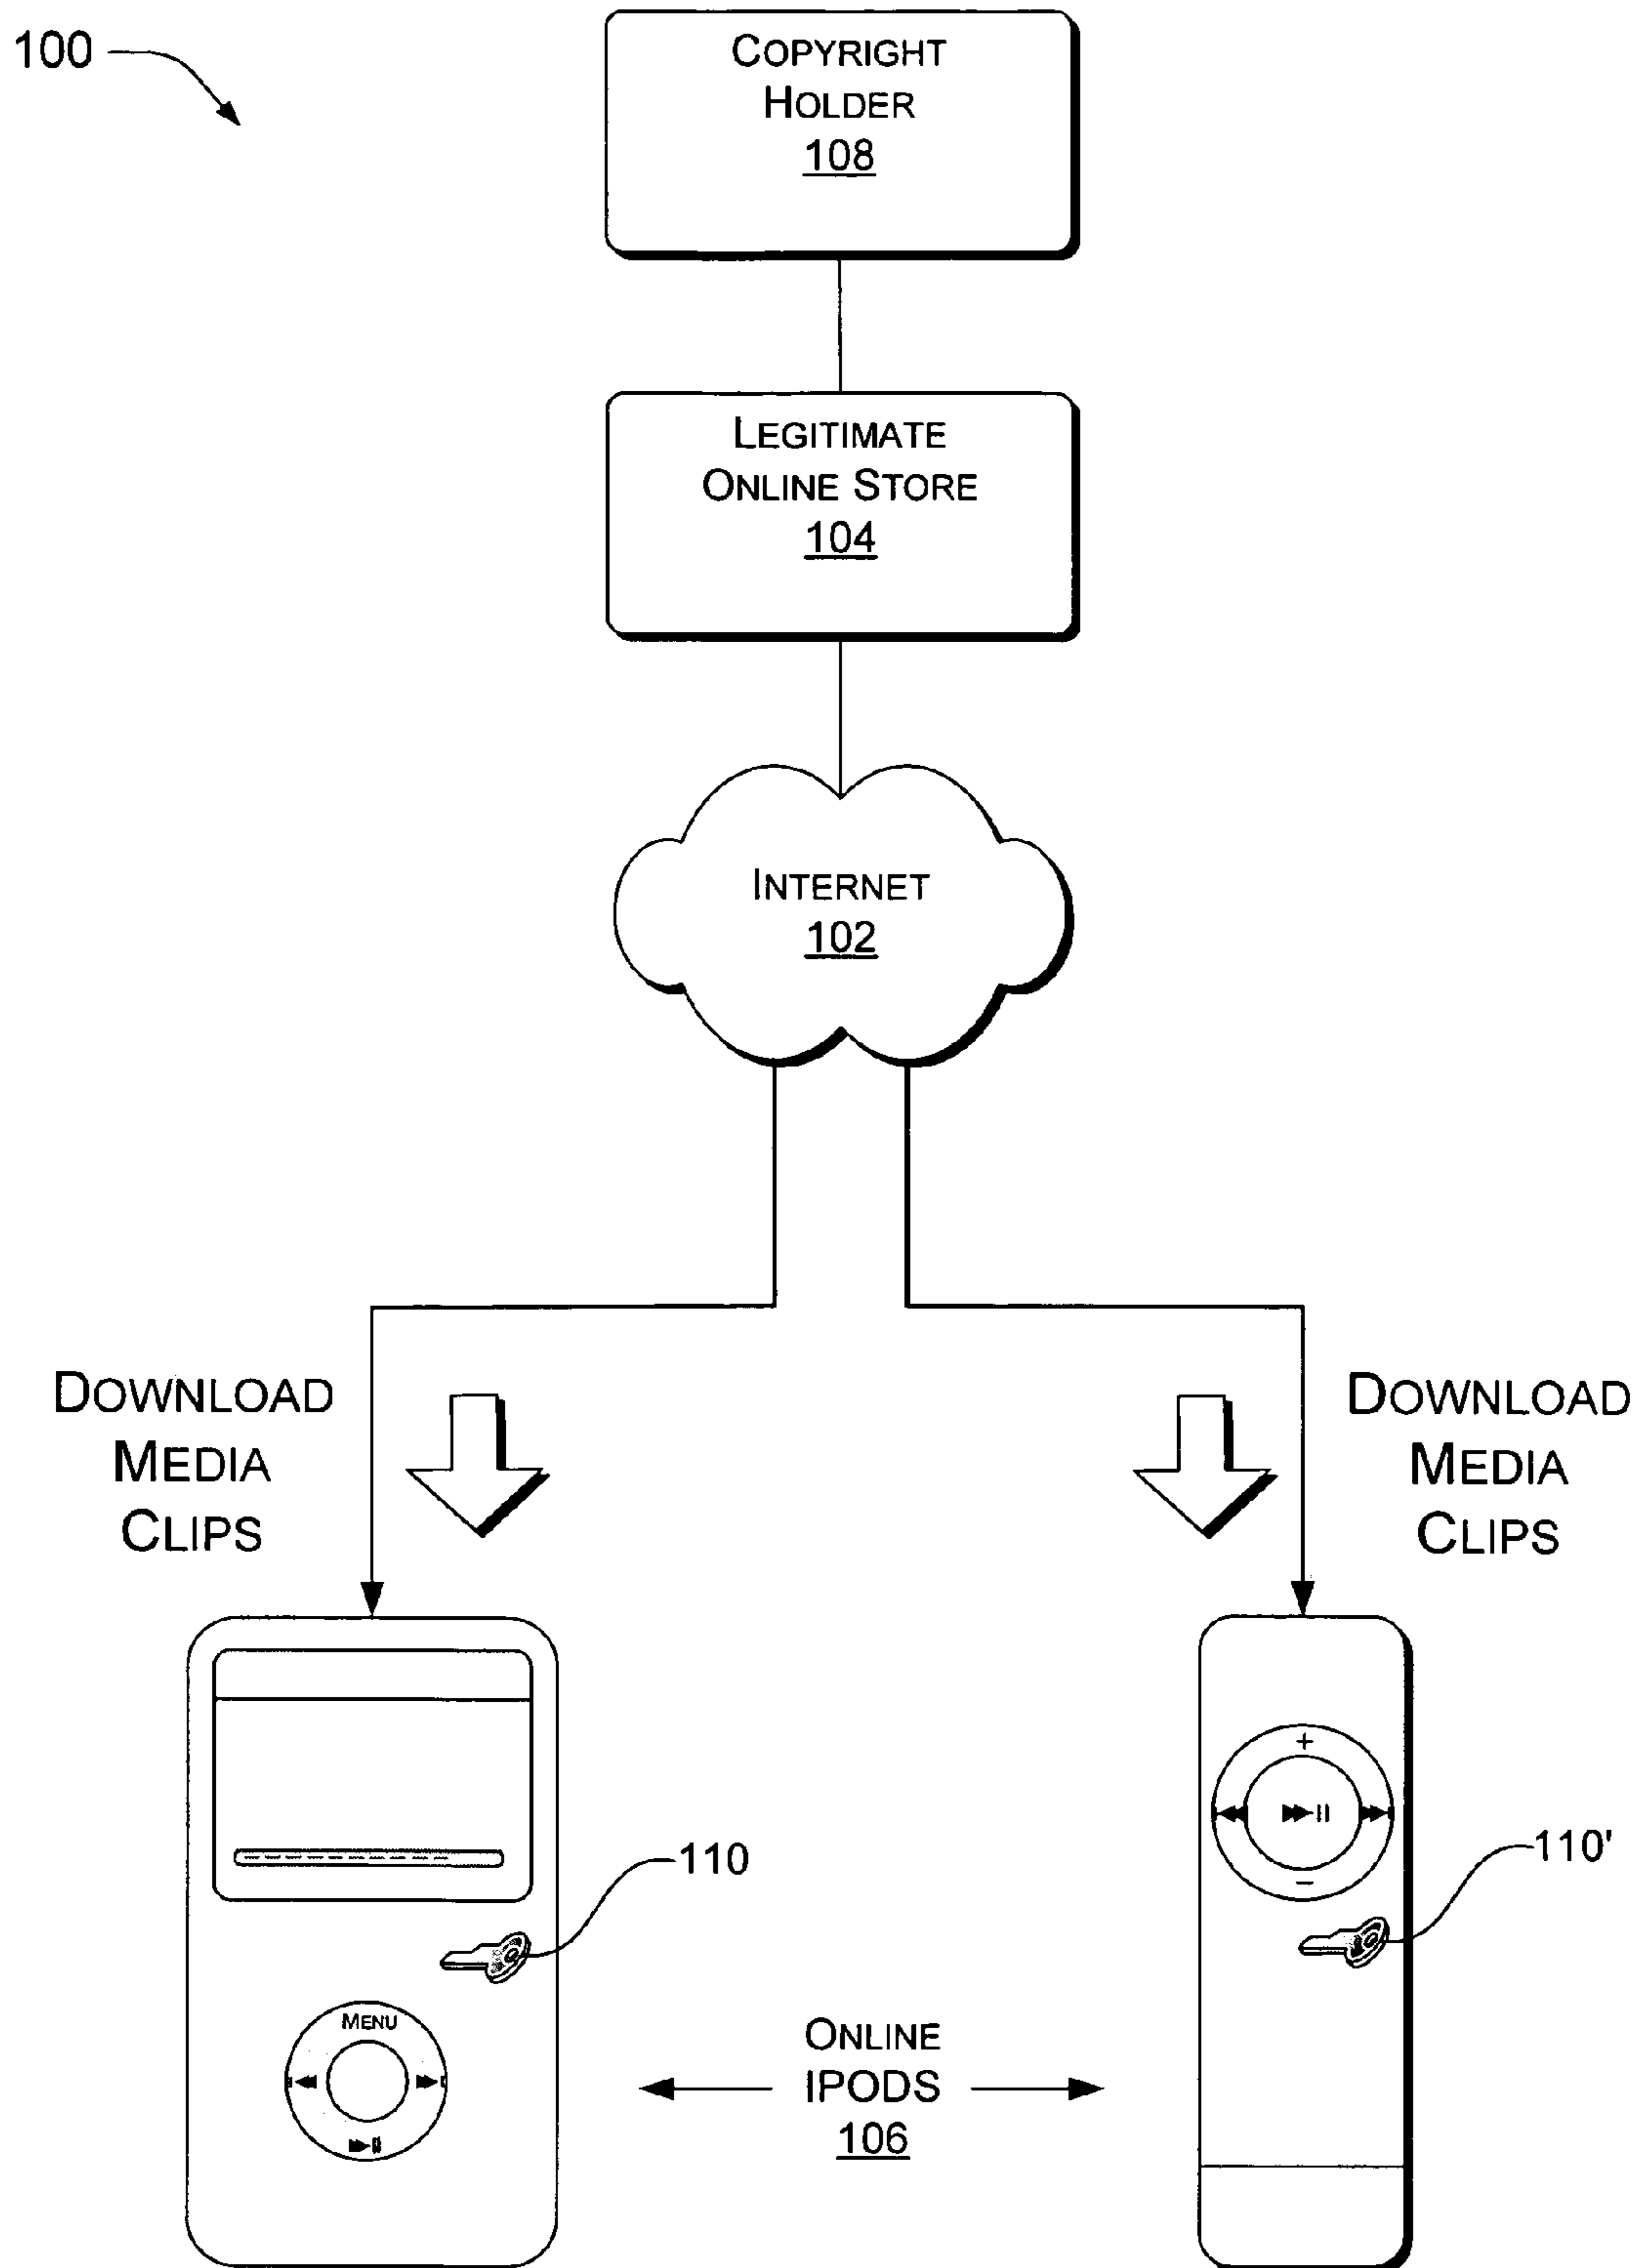 100
COPYRIGHT
HOLDER
108
LEGITIMATE
ONLINE STORE
104
INTERNET
102
DOWNLOAD
MEDIA
CLIPS
DOWNLOAD
MEDIA
CLIPS
+
−
110
110'
MENU
ONLINE
IPODS
106